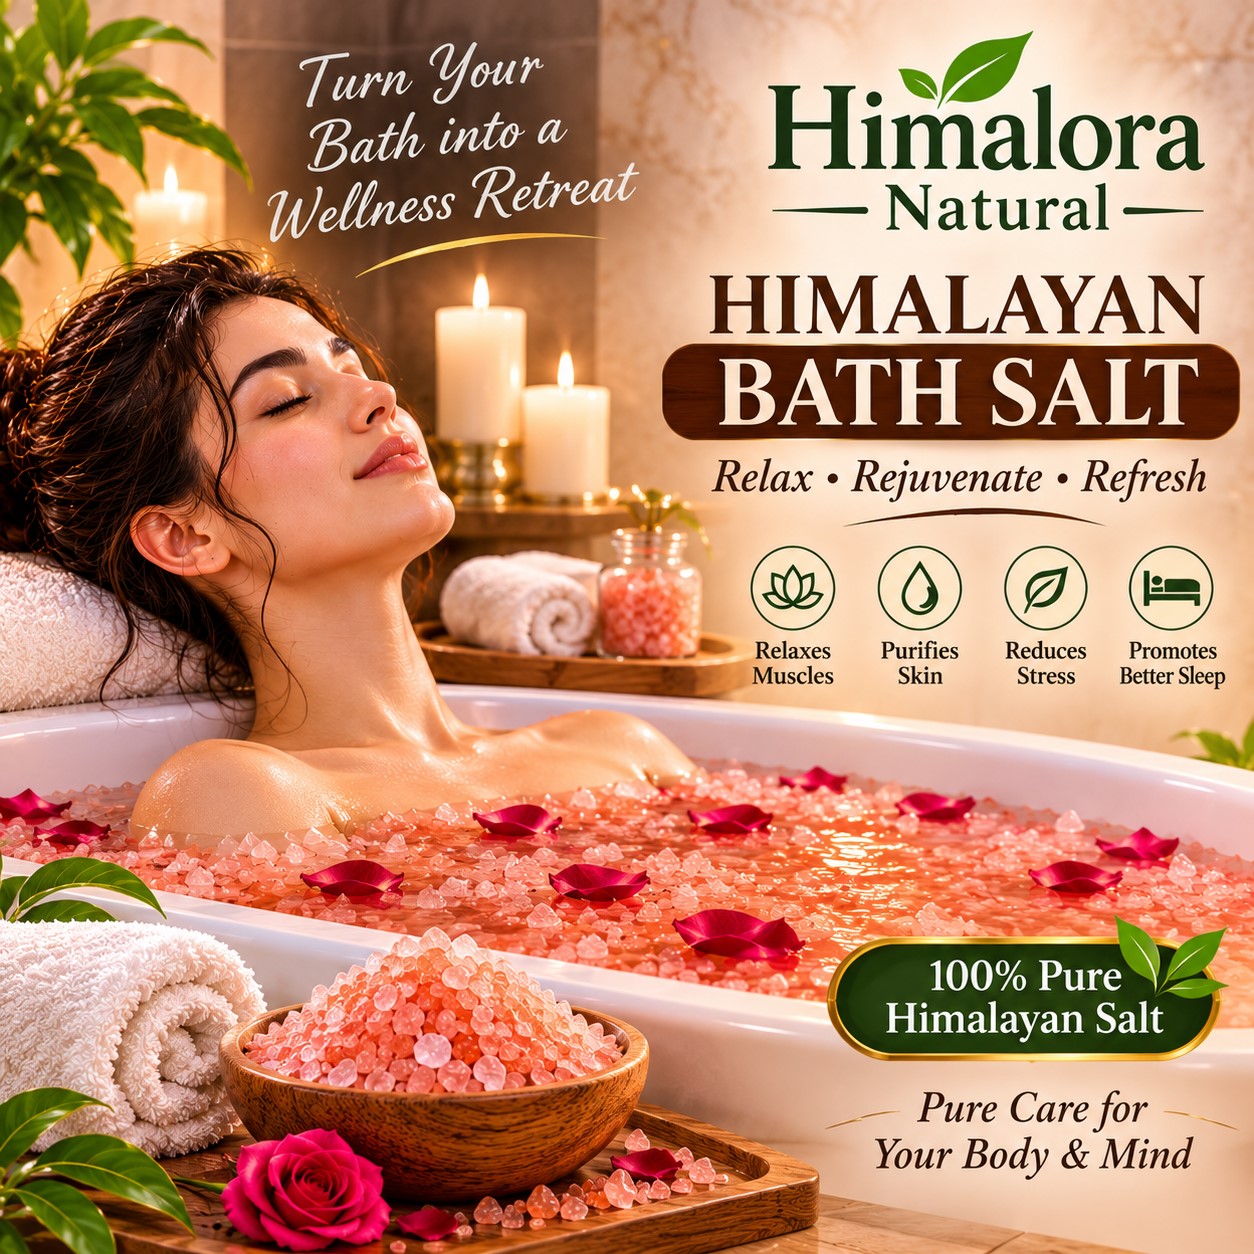 Turn Your
Bath into a
Wellness Retreat
Himalora
Natural
HIMALAYAN
BATH SALT
Relax • Rejuvenate • Refresh
Relaxes
Muscles
Purifies
Skin
Reduces
Stress
Promotes
Better Sleep
100% Pure
Himalayan Salt
Pure Care for
Your Body & Mind